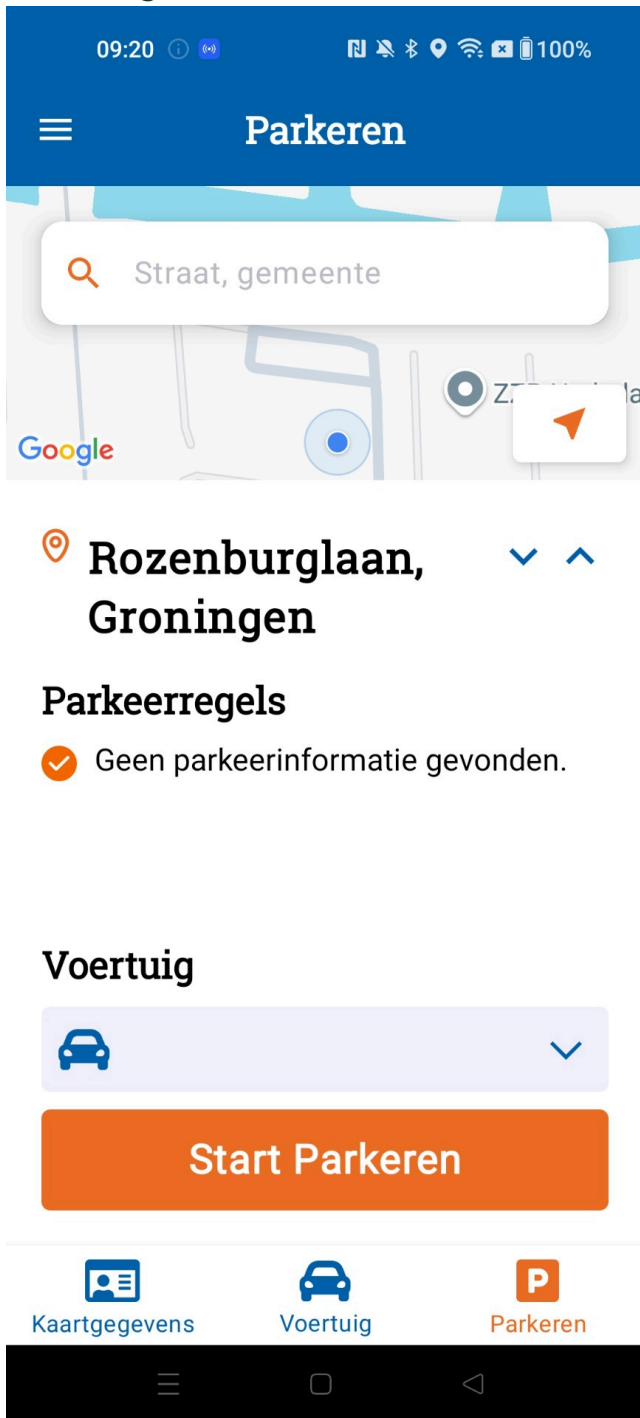 09:20 100%
Parkeren
Straat, gemeente
Google
Rozenburglaan,
Groningen
Parkeerregels
Geen parkeerinformatie gevonden.
Voertuig
Start Parkeren
Kaartgegevens Voertuig P Parkeren